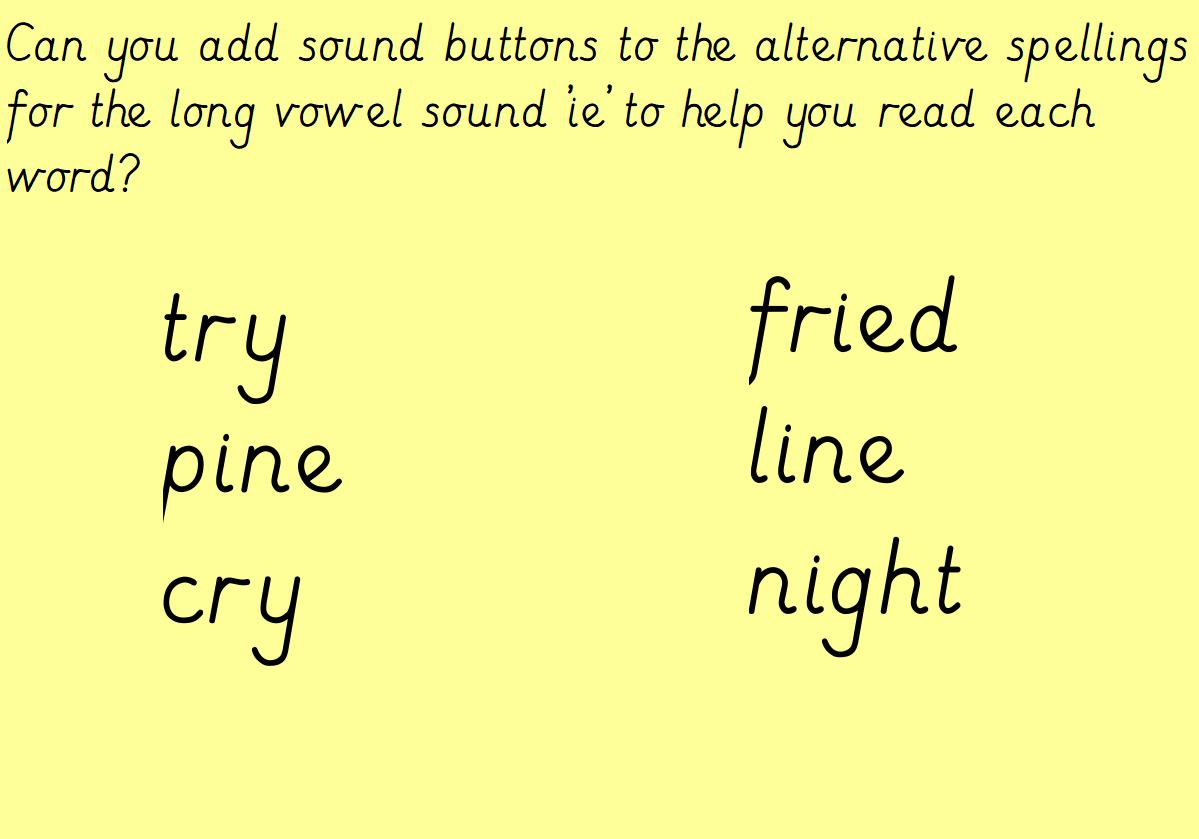 Can you add sound buttons to the alternative spellings
for the long vowel sound 'ie' to help you read each
word?
try
pine
cry
fried
line
night